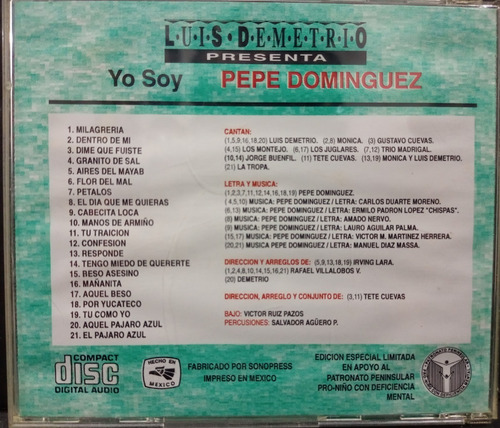 LUIS DEMETRIO
PRESENTA
Yo Soy PEPE DOMINGUEZ
1. MILAGRERIA
2. DENTRO DE MI
3. DIME QUE FUISTE
4. GRANITO DE SAL
5. AIRES DEL MAYAB
6. FLOR DEL MAL
7. PETALOS
8. EL DIA QUE ME QUIERAS
9. CABECITA LOCA
10. MANOS DE ARMIÑO
11. TU TRAICION
12. CONFESION
13. RESPONDE
14. TENGO MIEDO DE QUERERTE
15. BESO ASESINO
16. MAÑANITA
17. AQUEL BESO
18. POR YUCATECO
19. TU COMO YO
20. AQUEL PAJARO AZUL
21. EL PAJARO AZUL
CANTAN:
(1,5,9,16,18,20) LUIS DEMETRIO. (2,8) MONICA. (3) GUSTAVO CUEVAS.
(4,15) LOS MONTEJO. (6,17) LOS JUGLARES. (7,12) TRIO MADRIGAL.
(10,14) JORGE BUENFIL. (11) TETE CUEVAS. (13,19) MONICA Y LUIS DEMETRIO.
(21) LA TROPA.
LETRA Y MUSICA:
(1,2,3,7,11,12,14,16,18,19) PEPE DOMINGUEZ.
(4,5,10) MUSICA: PEPE DOMINGUEZ / LETRA: CARLOS DUARTE MORENO.
(6,13) MUSICA: PEPE DOMINGUEZ / LETRA: ERMILO PADRON LOPEZ "CHISPAS".
(8) MUSICA: PEPE DOMINGUEZ / LETRA: AMADO NERVO.
(9) MUSICA: PEPE DOMINGUEZ / LETRA: LAURO AGUILAR PALMA.
(15,17) MUSICA: PEPE DOMINGUEZ / LETRA: VICTOR M. MARTINEZ HERRERA.
(20,21) MUSICA PEPE DOMINGUEZ / LETRA: MANUEL DIAZ MASSA.
DIRECCION Y ARREGLOS DE: (5,9,13,18,19) IRVING LARA.
(1,2,4,8,10,14,15,16,21) RAFAEL VILLALOBOS V.
(20) DEMETRIO
DIRECCION, ARREGLO Y CONJUNTO DE: (3,11) TETE CUEVAS
BAJO: VICTOR RUIZ PAZOS
PERCUSIONES: SALVADOR AGÜERO P.
COMPACT
disc
DIGITAL AUDIO
HECHO EN
MEXICO
FABRICADO POR SONOPRESS
IMPRESO EN MEXICO
EDICION ESPECIAL LIMITADA
EN APOYO AL
PATRONATO PENINSULAR
PRO-NIÑO CON DEFICIENCIA
MENTAL